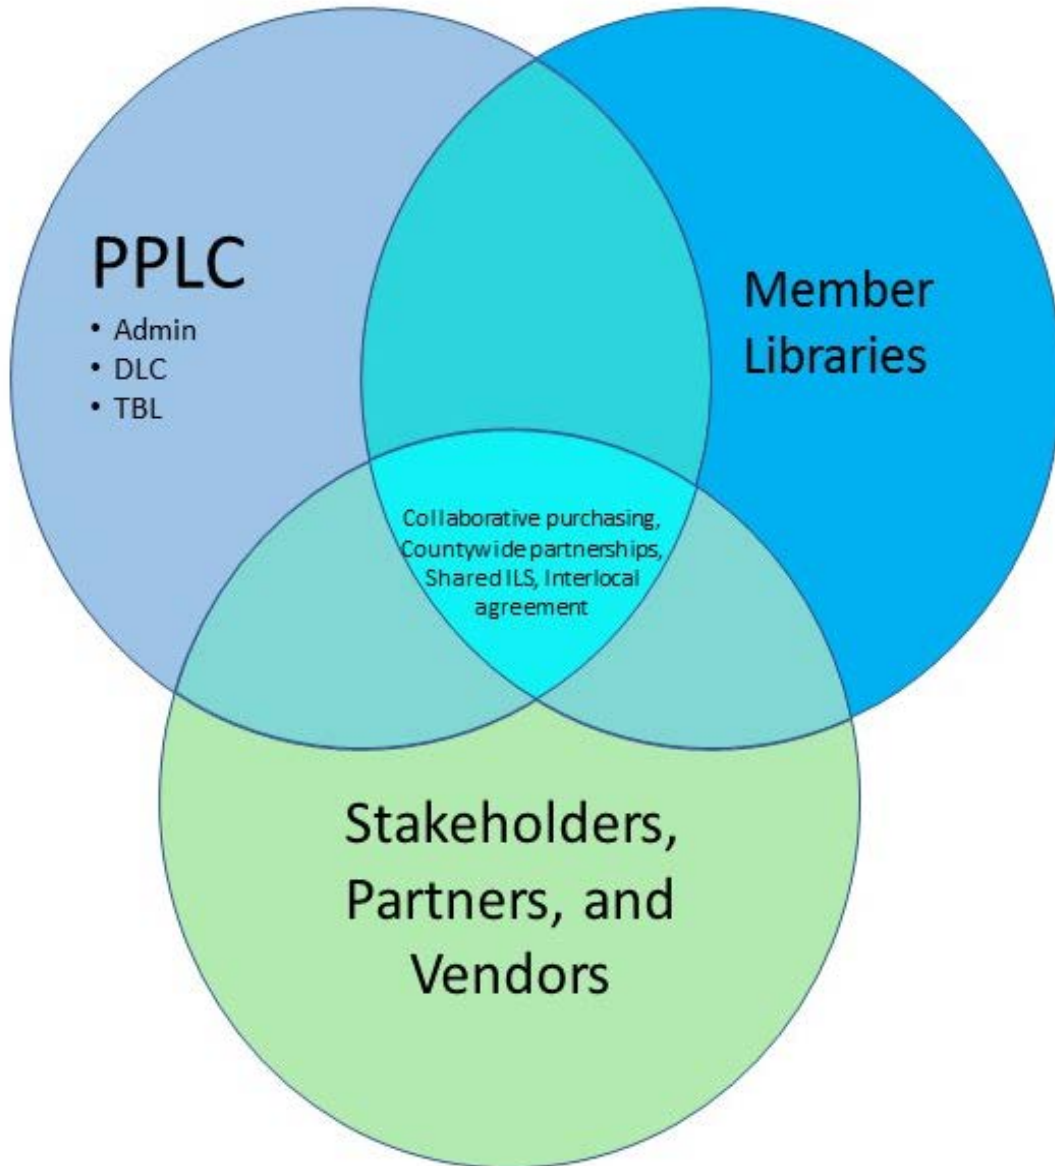 PPLC
• Admin
• DLC
• TBL
Member
Libraries
Collaborative purchasing,
Countywide partnerships,
Shared ILS, Interlocal
agreement
Stakeholders,
Partners, and
Vendors